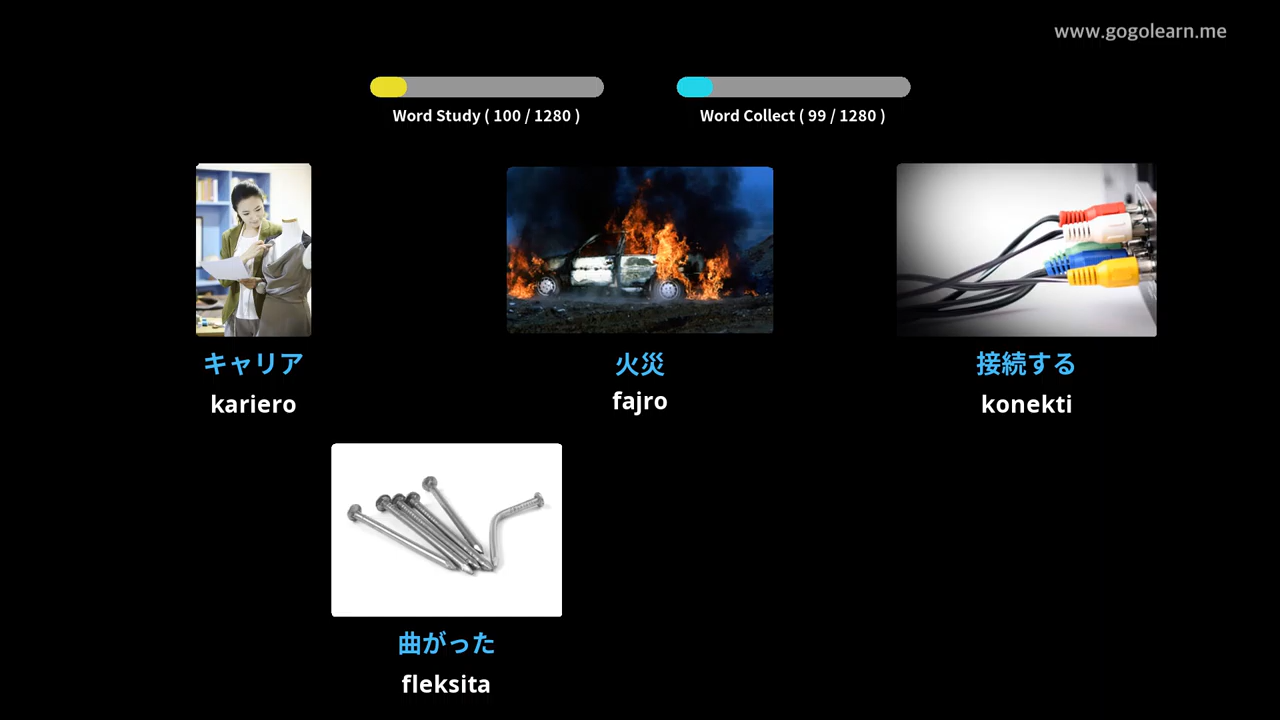 www.gogolearn.me
Word Study ( 100 / 1280 )
Word Collect ( 99 / 1280 )
キャリア
kariero
火災
fajro
接続する
konekti
曲がった
fleksita